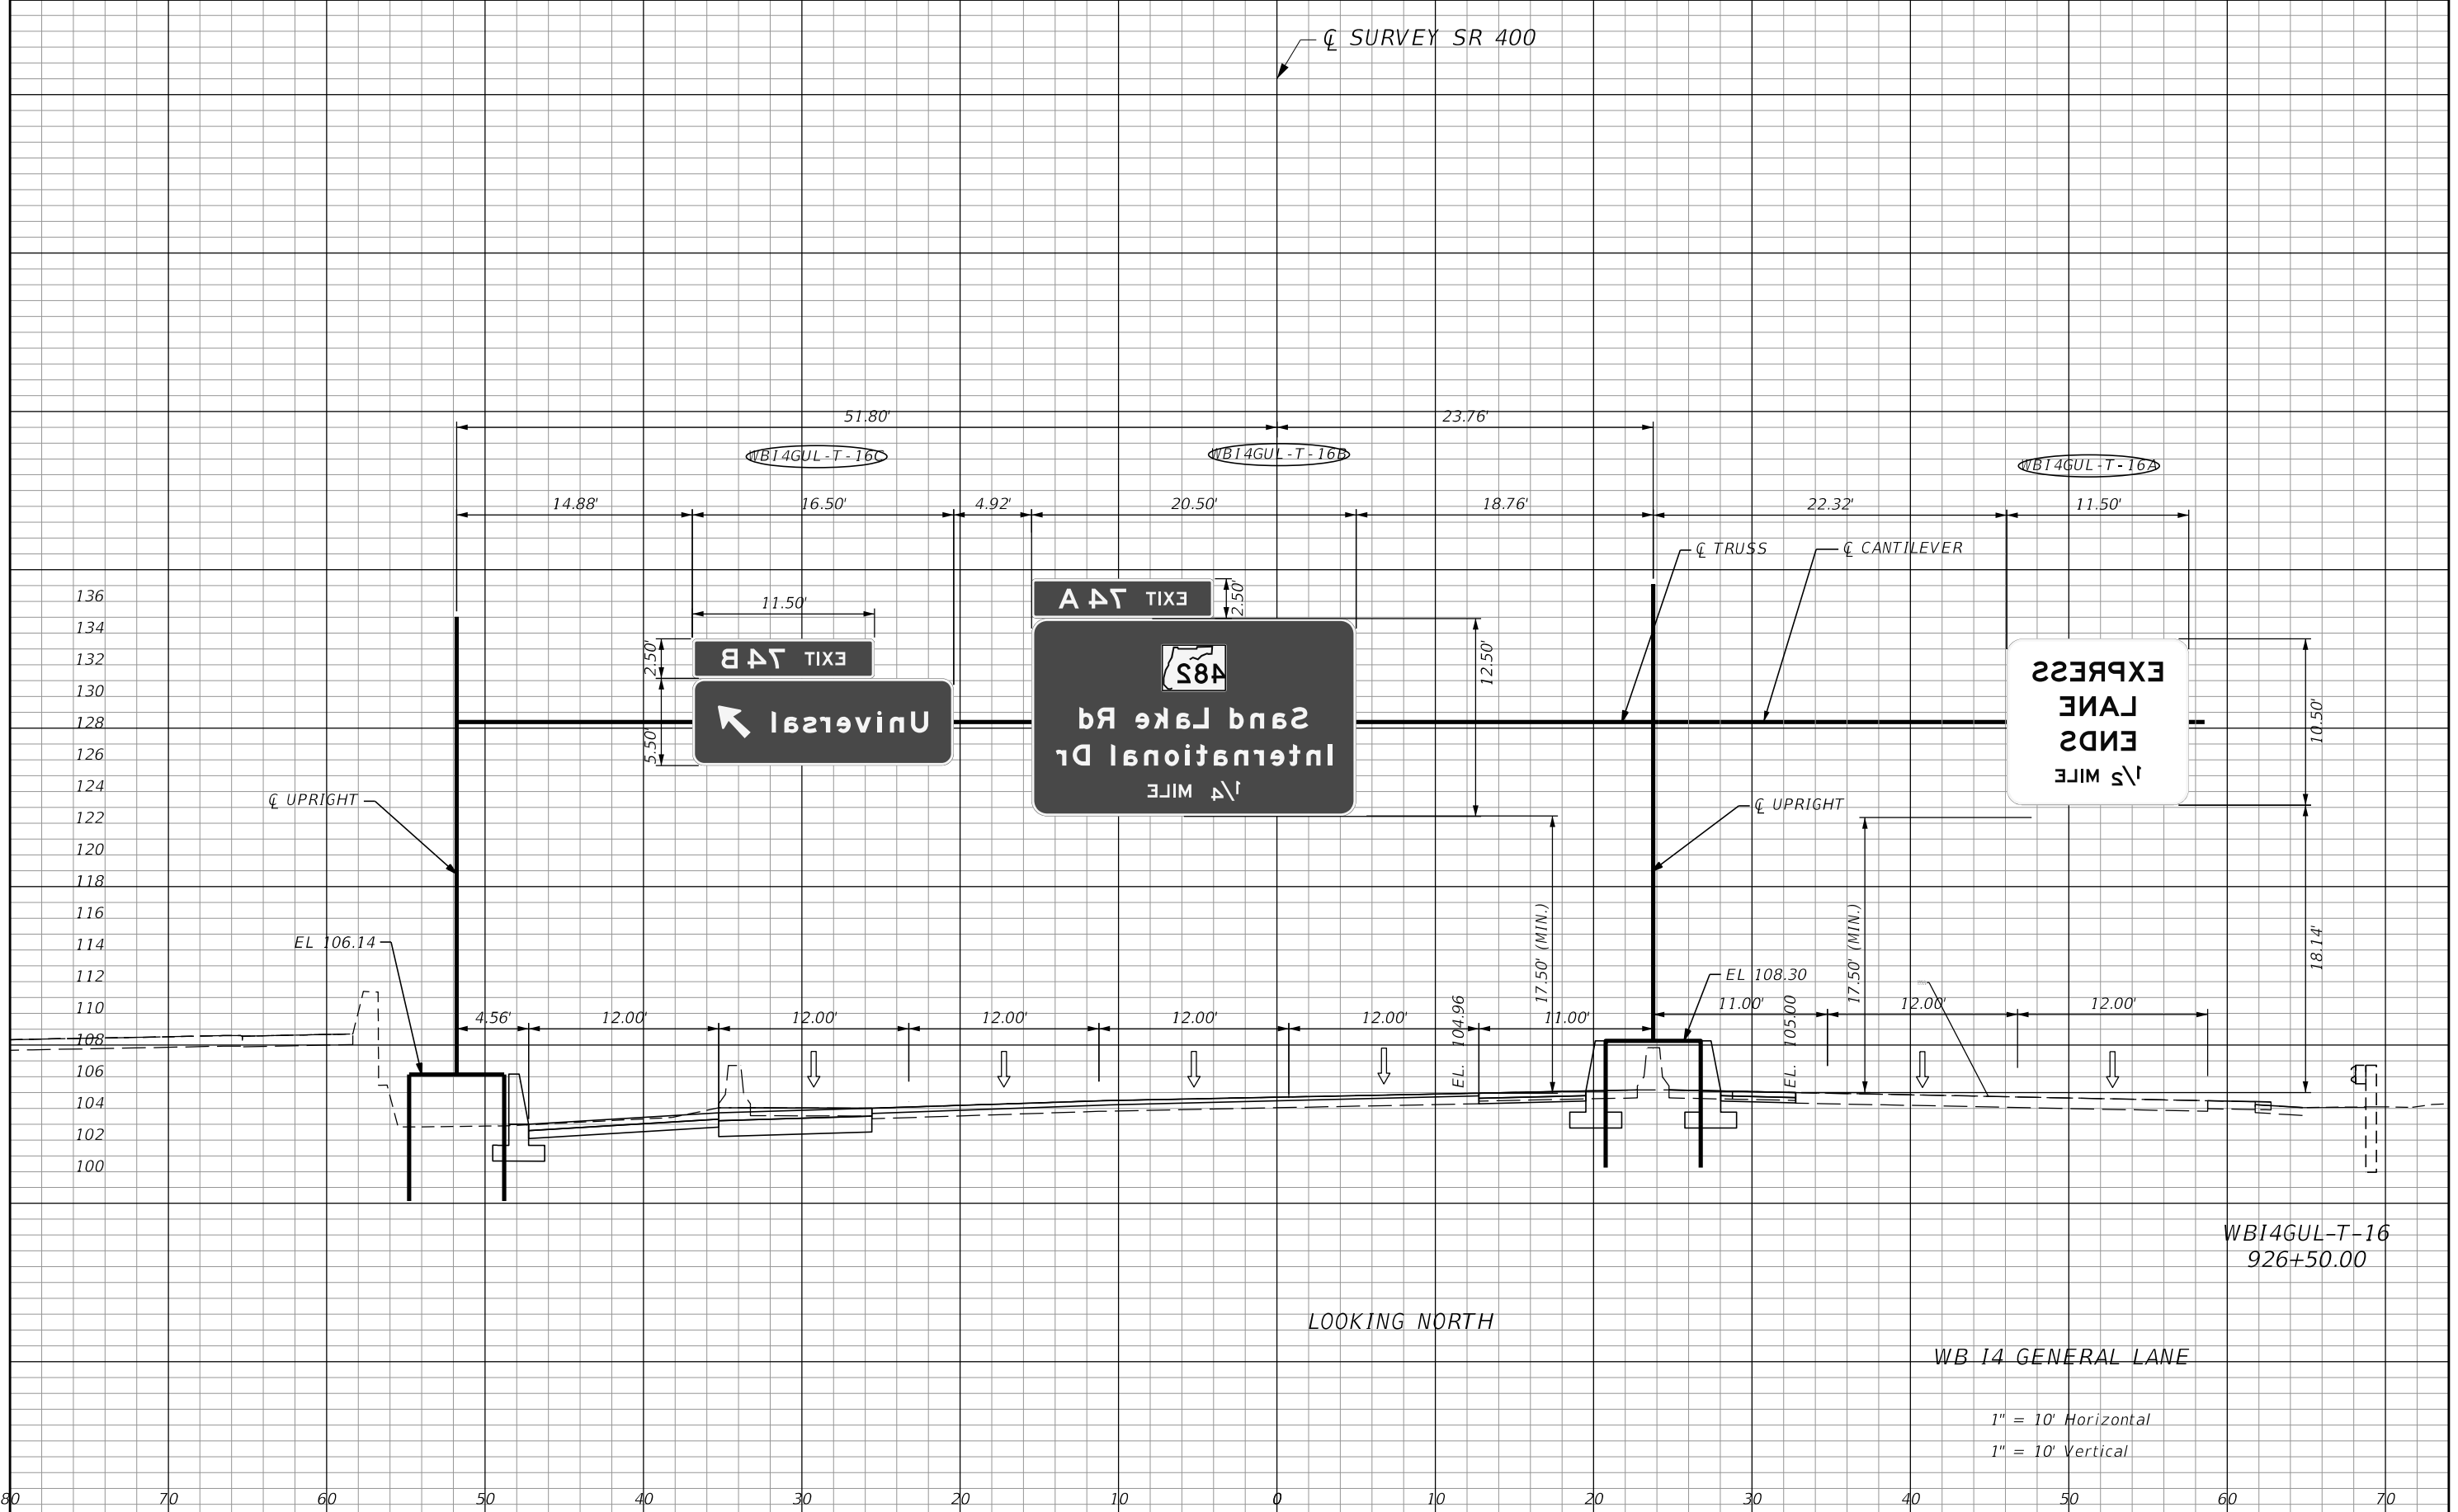 ℄ SURVEY SR 400
51.80'
23.76'
WBI4GUL-T-16C
WBI4GUL-T-16B
WBI4GUL-T-16A
14.88'
16.50'
4.92'
20.50'
18.76'
22.32'
11.50'
℄ TRUSS
℄ CANTILEVER
136
134
132
130
128
126
124
122
120
118
116
114
112
110
108
106
104
102
100
11.50'
2.50'
5.50'
EXIT 74B
Universal
EXIT 74A
2.50'
482
Sand Lake Rd
International Dr
1/4 MILE
12.50'
EXPRESS
LANE
ENDS
1/2 MILE
10.50'
18.14'
℄ UPRIGHT
℄ UPRIGHT
EL 106.14
EL 108.30
17.50' (MIN.)
17.50' (MIN.)
EL. 104.96
EL. 105.00
4.56'
12.00'
12.00'
12.00'
12.00'
12.00'
11.00'
11.00'
12.00'
12.00'
WBI4GUL-T-16
926+50.00
LOOKING NORTH
WB I4 GENERAL LANE
1" = 10' Horizontal
1" = 10' Vertical
80 70 60 50 40 30 20 10 0 10 20 30 40 50 60 70